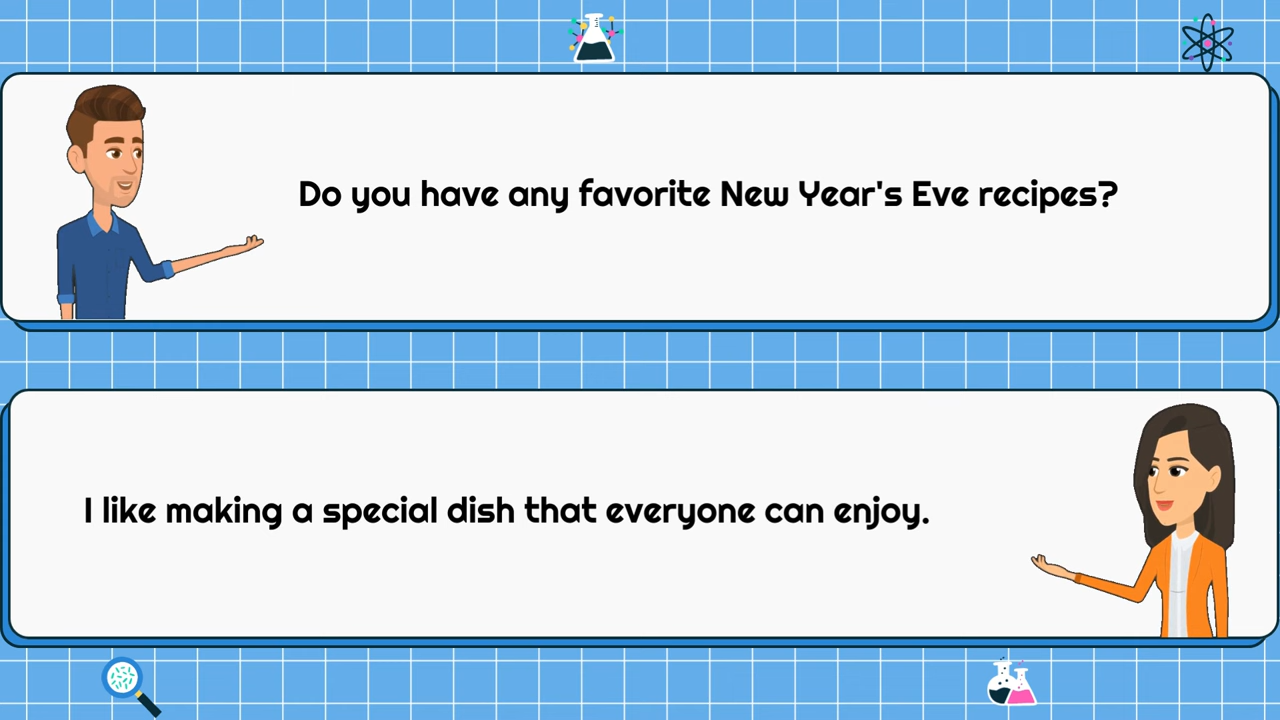 Do you have any favorite New Year's Eve recipes?
I like making a special dish that everyone can enjoy.